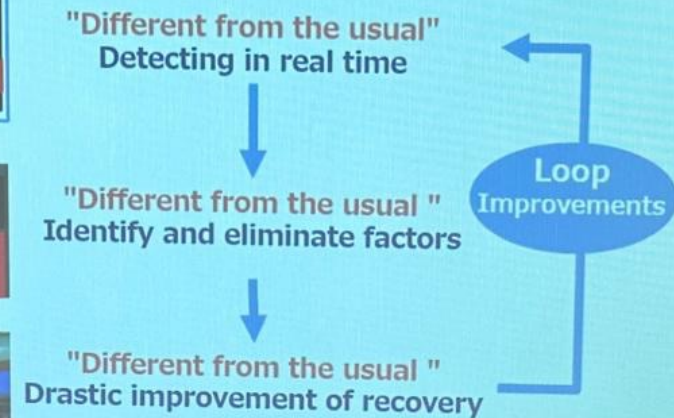 "Different from the usual"
Detecting in real time
"Different from the usual "
Identify and eliminate factors
Loop
Improvements
"Different from the usual "
Drastic improvement of recovery